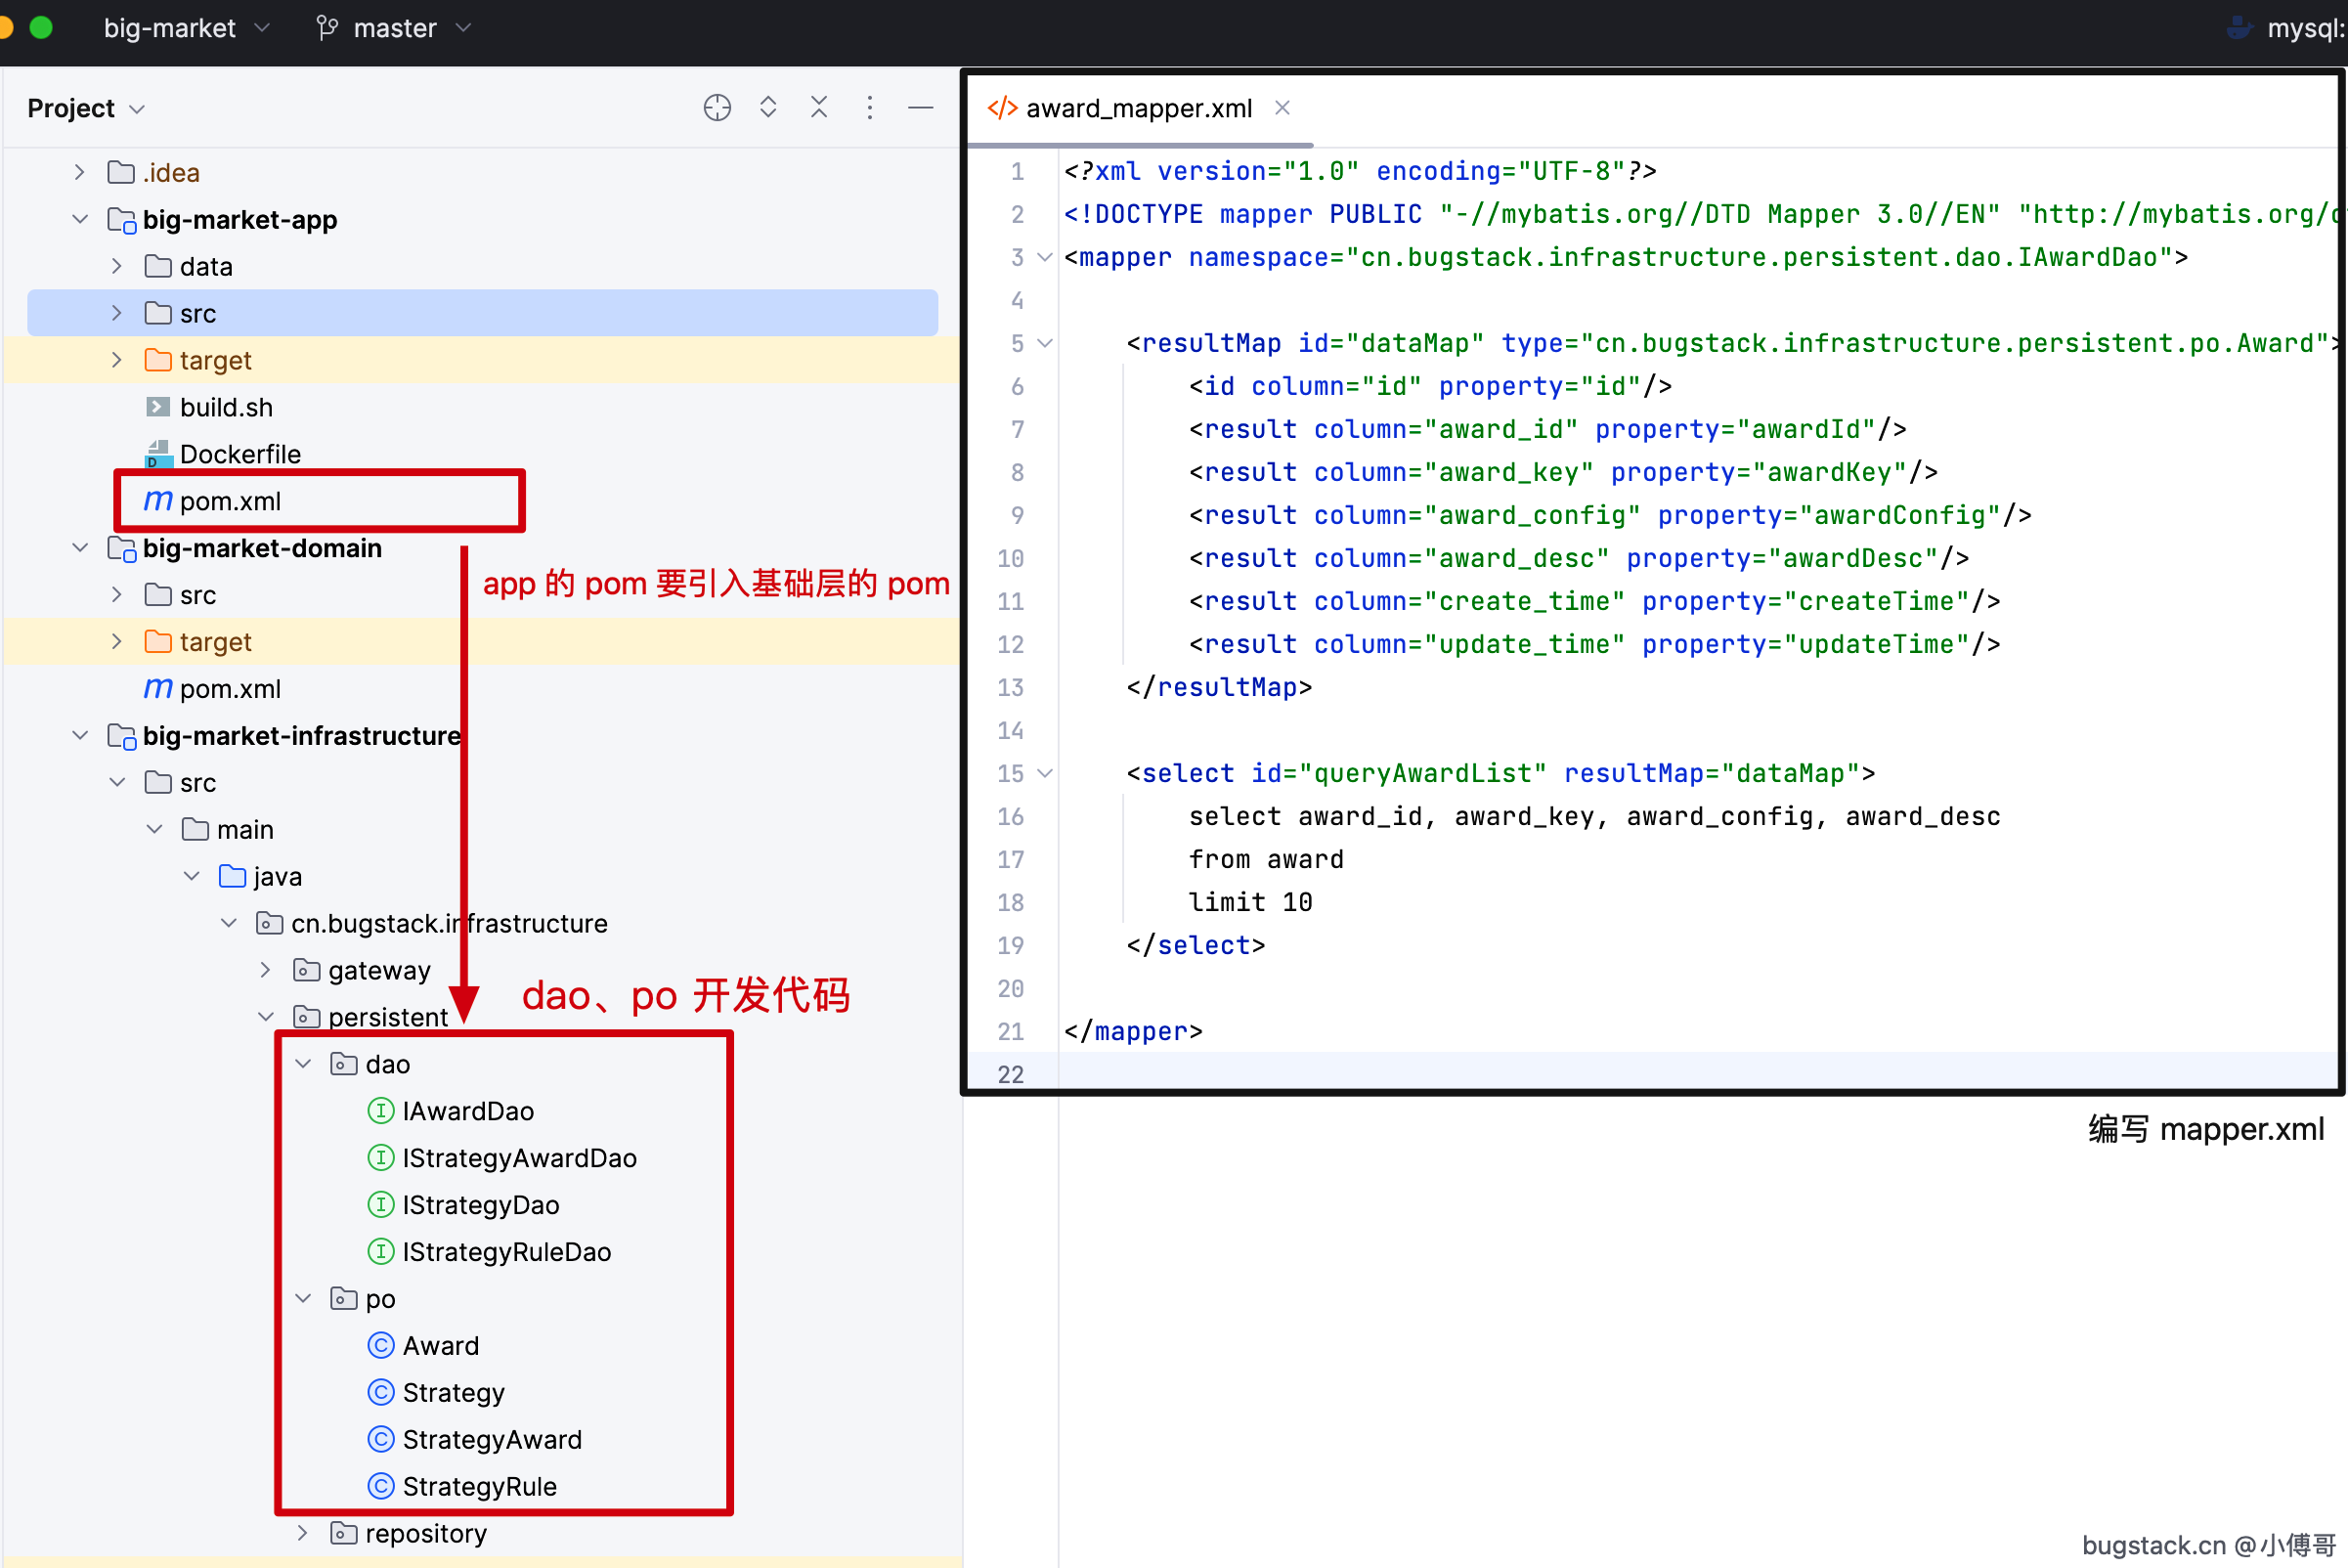 big-market
master
mysql:
Project
.idea
big-market-app
data
src
target
build.sh
Dockerfile
pom.xml
big-market-domain
app 的 pom 要引入基础层的 pom
src
target
pom.xml
big-market-infrastructure
src
main
java
cn.bugstack.infrastructure
gateway
dao、po 开发代码
persistent
dao
IAwardDao
IStrategyAwardDao
IStrategyDao
IStrategyRuleDao
po
Award
Strategy
StrategyAward
StrategyRule
repository
award_mapper.xml
1 <?xml version="1.0" encoding="UTF-8"?>
2 <!DOCTYPE mapper PUBLIC "-//mybatis.org//DTD Mapper 3.0//EN" "http://mybatis.org/
3 <mapper namespace="cn.bugstack.infrastructure.persistent.dao.IAwardDao">
4
5 <resultMap id="dataMap" type="cn.bugstack.infrastructure.persistent.po.Award">
6 <id column="id" property="id"/>
7 <result column="award_id" property="awardId"/>
8 <result column="award_key" property="awardKey"/>
9 <result column="award_config" property="awardConfig"/>
10 <result column="award_desc" property="awardDesc"/>
11 <result column="create_time" property="createTime"/>
12 <result column="update_time" property="updateTime"/>
13 </resultMap>
14
15 <select id="queryAwardList" resultMap="dataMap">
16 select award_id, award_key, award_config, award_desc
17 from award
18 limit 10
19 </select>
20
21 </mapper>
22
编写 mapper.xml
bugstack.cn @小傅哥